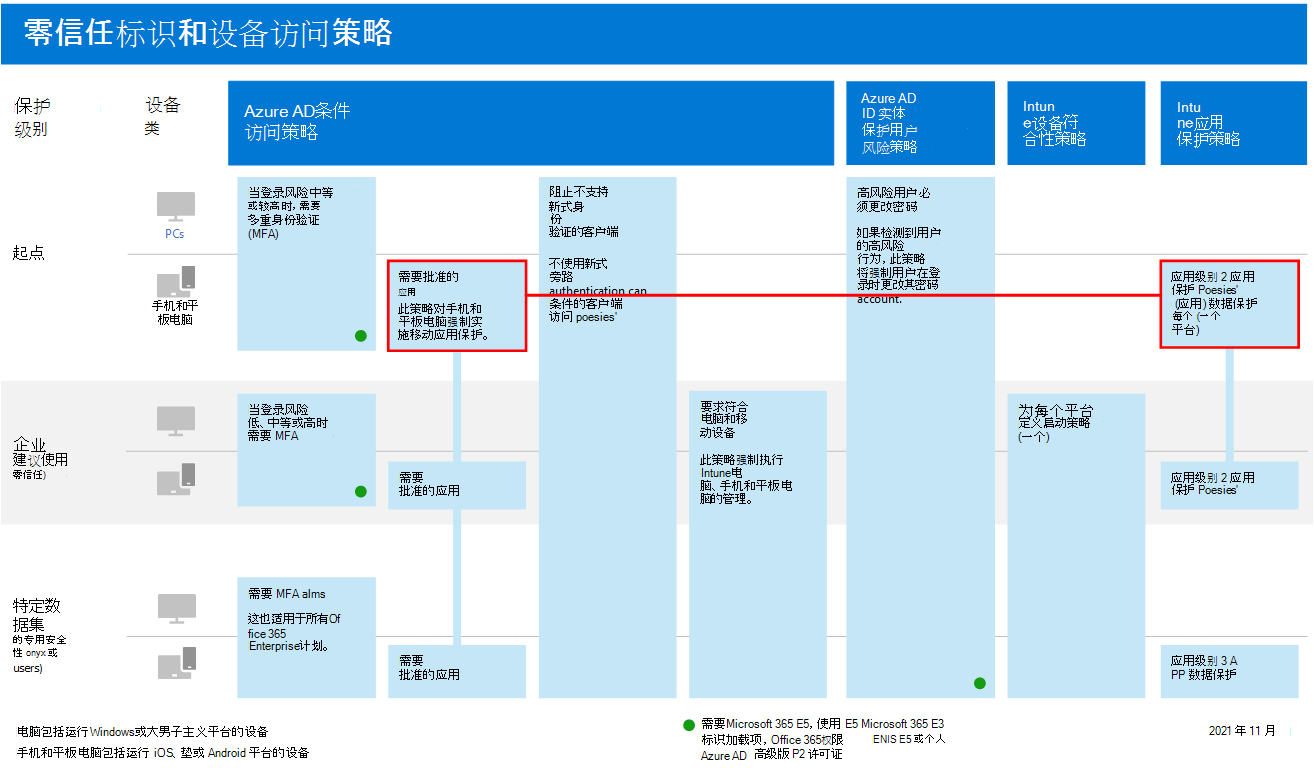 零信任标识和设备访问策略
保护
级别
设备
类
Azure AD条件
访问策略
Azure AD
ID 实体
保护用户
风险策略
Intun
e设备符
合性策略
Intu
ne应用
保护策略
起点
PCs
手机和平
板电脑
当登录风险中等
或较高时，需要
多重身份验证
(MFA)
需要批准的
应用
此策略对手机和
平板电脑强制实
施移动应用保护。
阻止不支持
新式身
份
验证的客户端
不使用新式
旁路
authentication can
条件的客户端
访问 poesies'
高风险用户必
须更改密码
如果检测到用户
的高风险
行为，此策略
将强制用户在登
录时更改其密码
account.
应用级别 2 应用
保护 Poesies'
(应用) 数据保护
每个 (一个
平台)
企业
建议使用
零信任)
当登录风险
低、中等或高时
需要 MFA
需要
批准的应用
要求符合
电脑和移
动设备
此策略强制执行
Intune电
脑、手机和平板电
脑的管理。
为每个平台
定义启动策略
(一个)
应用级别 2 应用
保护 Poesies'
特定数
据集
的专用安全
性 onyx 或
users)
需要 MFA alms
这也适用于所有Of
fice 365
Enterprise计划。
需要
批准的应用
应用级别 3 A
PP 数据保护
电脑包括运行 Windows或大男子主义平台的设备
手机和平板电脑包括运行 iOS、垫或 Android 平台的设备
需要Microsoft 365 E5，使用 E5 Microsoft 365 E3
标识加载项，Office 365权限 ENIS E5 或个人
Azure AD 高级版 P2 许可证
2021 年 11 月